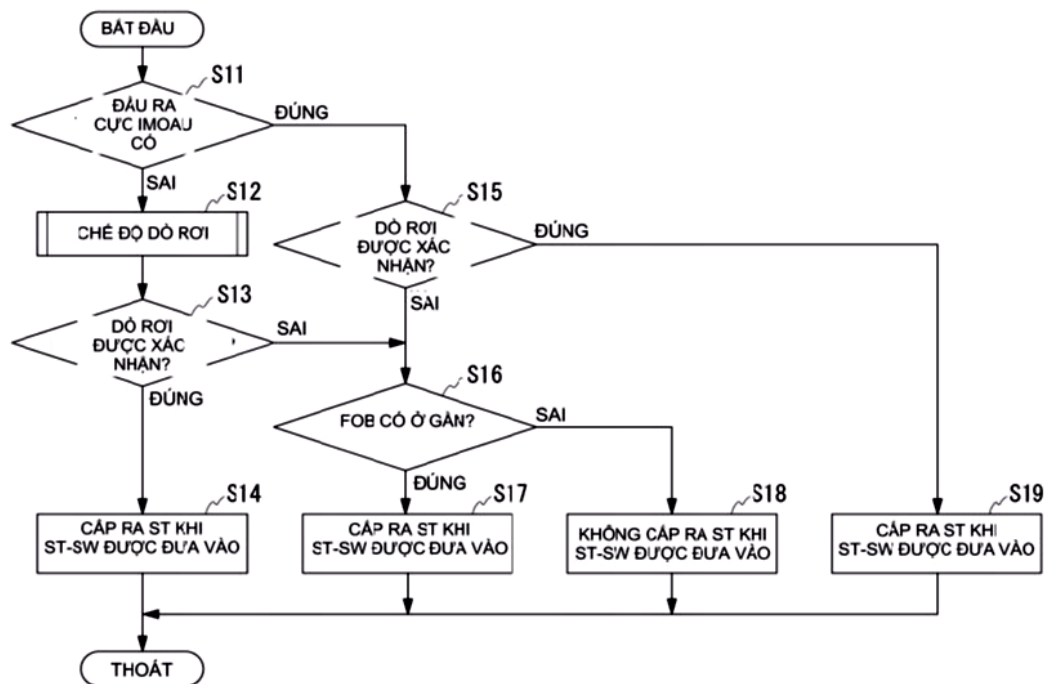 BẮT ĐẦU
S11
ĐẦU RA
CỰC IMOAU
CÓ
ĐÚNG
SAI
S12
CHẾ ĐỘ DÒ RƠI
S15
DÒ RƠI
ĐƯỢC XÁC
NHẬN?
ĐÚNG
SAI
S13
DÒ RƠI
ĐƯỢC XÁC
NHẬN?
SAI
ĐÚNG
S16
FOB CÓ Ở GẦN?
SAI
ĐÚNG
S14
CẤP RA ST KHI
ST-SW ĐƯỢC ĐƯA VÀO
S17
CẤP RA ST KHI
ST-SW ĐƯỢC ĐƯA VÀO
S18
KHÔNG CẤP RA ST KHI
ST-SW ĐƯỢC ĐƯA VÀO
S19
CẤP RA ST KHI
ST-SW ĐƯỢC ĐƯA VÀO
THOÁT